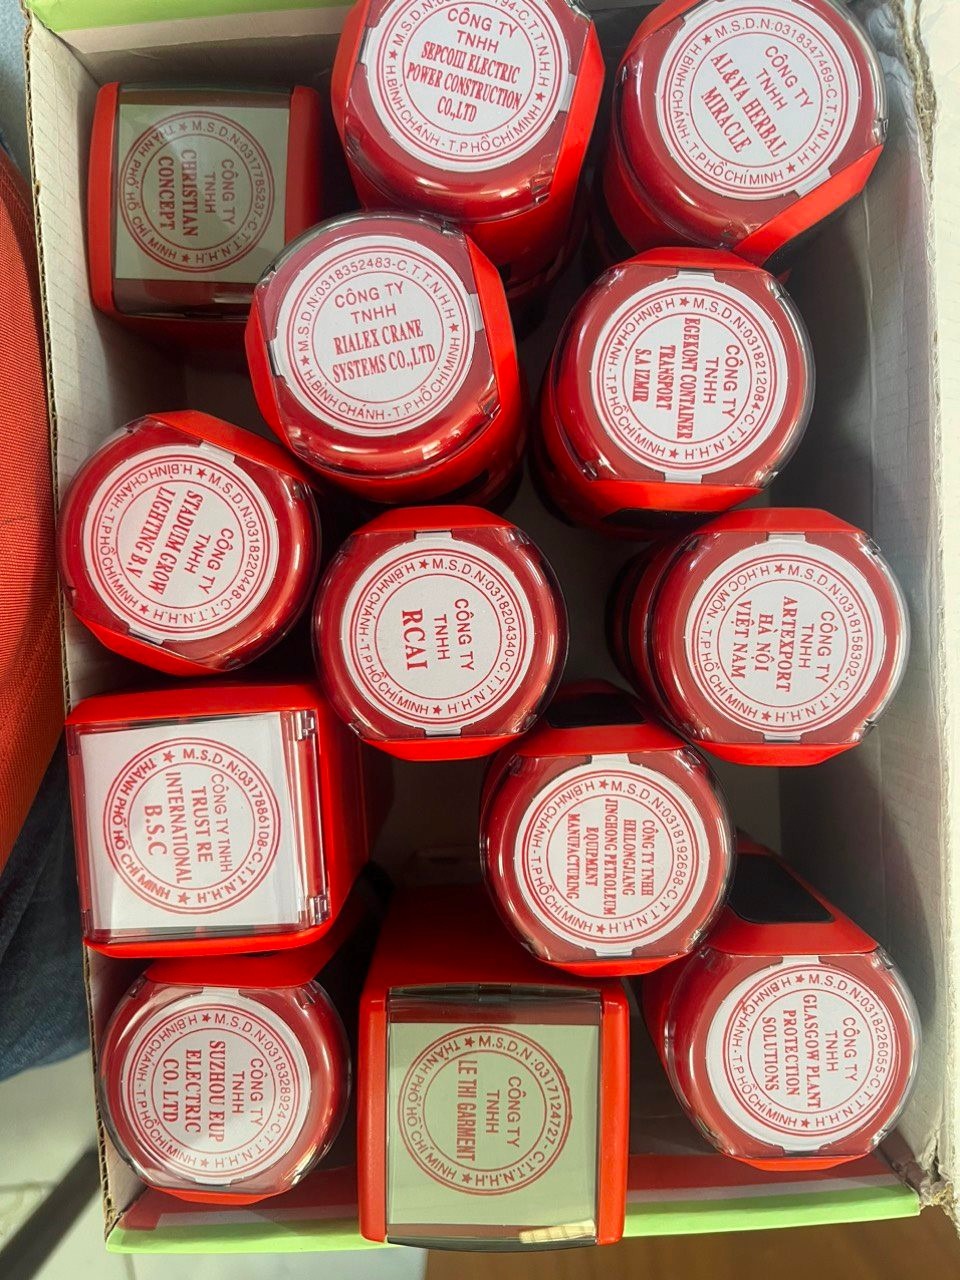 M.S.D.N:0317785237-C.T.T.N.H.H
THÀNH PHỐ HỒ CHÍ MINH
CÔNG TY
TNHH
CHRISTIAN
CONCEPT
194-C.T.T.N.H.H
H.BÌNH CHÁNH - T.P HỒ CHÍ MINH
CÔNG TY
TNHH
SEPCOIII ELECTRIC
POWER CONSTRUCTION
CO.,LTD
M.S.D.N:0318347469-C.T.T.N.H.H
H.BÌNH CHÁNH - T.P HỒ CHÍ MINH
CÔNG TY
TNHH
AL&YA HERBAL
MIRACLE
M.S.D.N:0318352483-C.T.T.N.H.H
H.BÌNH CHÁNH - T.P HỒ CHÍ MINH
CÔNG TY
TNHH
RIALEX CRANE
SYSTEMS CO.,LTD
M.S.D.N:0318212084-C.T.T.N.H.H
H.BÌNH CHÁNH - T.P HỒ CHÍ MINH
CÔNG TY
TNHH
EGEKONT CONTAINER
TRANSPORT
S.A IZMIR
M.S.D.N:0318220048-C.T.T.N.H.H
H.BÌNH CHÁNH - T.P HỒ CHÍ MINH
CÔNG TY
TNHH
STADIUM GROW
LIGHTING B.V
M.S.D.N:0318204340-C.T.T.N.H.H
H.BÌNH CHÁNH - T.P HỒ CHÍ MINH
CÔNG TY
TNHH
RCAI
M.S.D.N:0318158302-C.T.T.N.H.H
H.HÓC MÔN - T.P HỒ CHÍ MINH
CÔNG TY
TNHH
ARTEXPORT
HÀ NỘI
VIỆT NAM
M.S.D.N:0317886108-C.T.T.N.H.H
THÀNH PHỐ HỒ CHÍ MINH
CÔNG TY TNHH
TRUST RE
INTERNATIONAL
B.S.C
M.S.D.N:0318192688-C.T.T.N.H.H
H.BÌNH CHÁNH - T.P HỒ CHÍ MINH
CÔNG TY TNHH
HEILONGJIANG
JINGHONG PETROLEUM
EQUIPMENT
MANUFACTURING
M.S.D.N:0318328924-C.T.T.N.H.H
H.BÌNH CHÁNH - T.P HỒ CHÍ MINH
CÔNG TY
TNHH
SUZHOU EUP
ELECTRIC
CO.,LTD
M.S.D.N:0317124727-C.T.T.N.H.H
THÀNH PHỐ HỒ CHÍ MINH
CÔNG TY
TNHH
LE THI GARMENT
M.S.D.N:0318226055-C.T.T.N.H.H
H.BÌNH CHÁNH - T.P HỒ CHÍ MINH
CÔNG TY
TNHH
GLASGOW PLANT
PROTECTION
SOLUTIONS